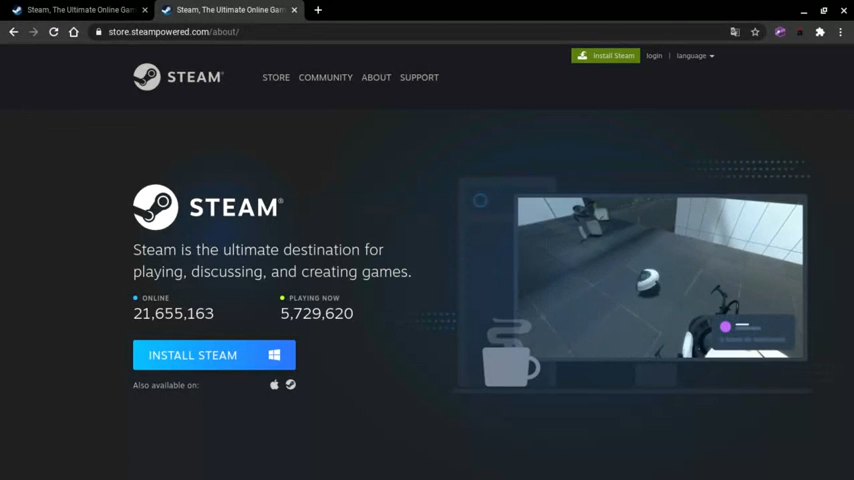 Steam, The Ultimate Online Gam
Steam, The Ultimate Online Gam
store.steampowered.com/about/
Install Steam
login | language
STEAM®
STORE COMMUNITY ABOUT SUPPORT
STEAM®
Steam is the ultimate destination for
playing, discussing, and creating games.
ONLINE
21,655,163
PLAYING NOW
5,729,620
INSTALL STEAM
Also available on: